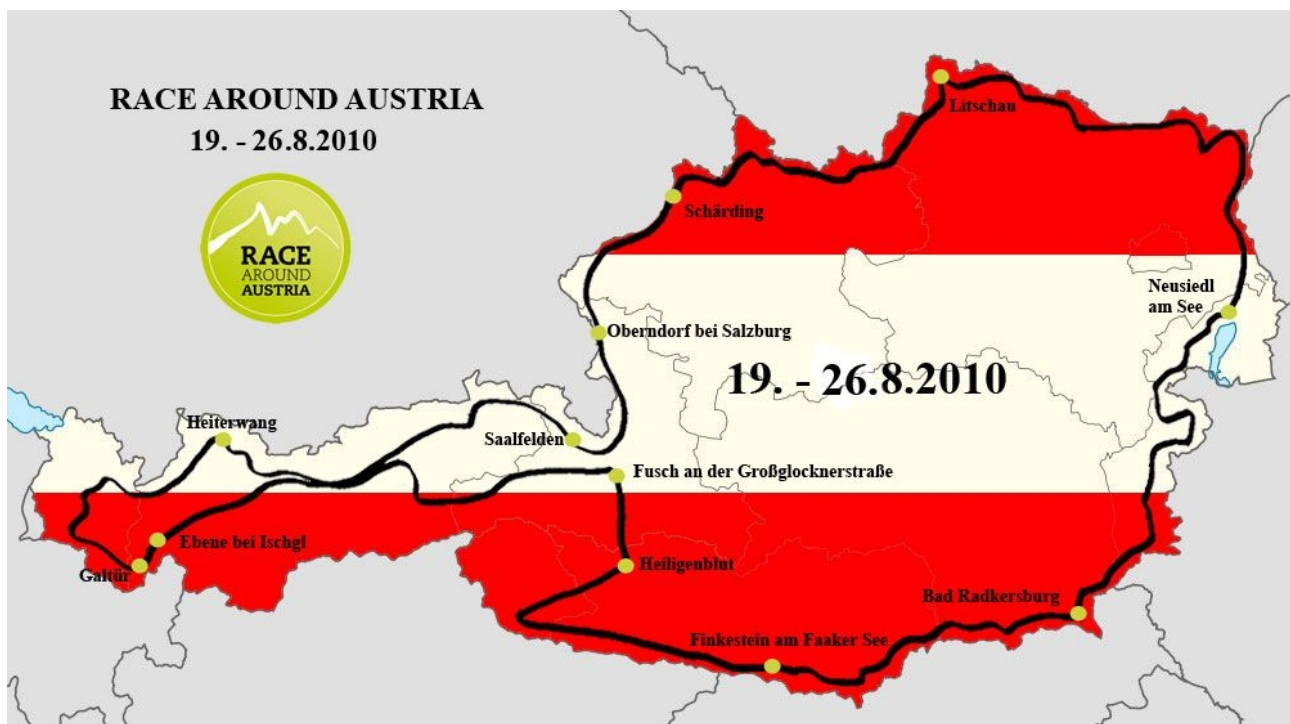 RACE AROUND AUSTRIA
19. - 26.8.2010
RACE
AROUND
AUSTRIA
Litschau
Schärding
Neusiedl
am See
Oberndorf bei Salzburg
19. - 26.8.2010
Heiterwang
Saalfelden
Fusch an der Großglocknerstraße
Ebene bei Ischgl
Galtür
Heiligenblut
Bad Radkersburg
Finkestein am Faaker See